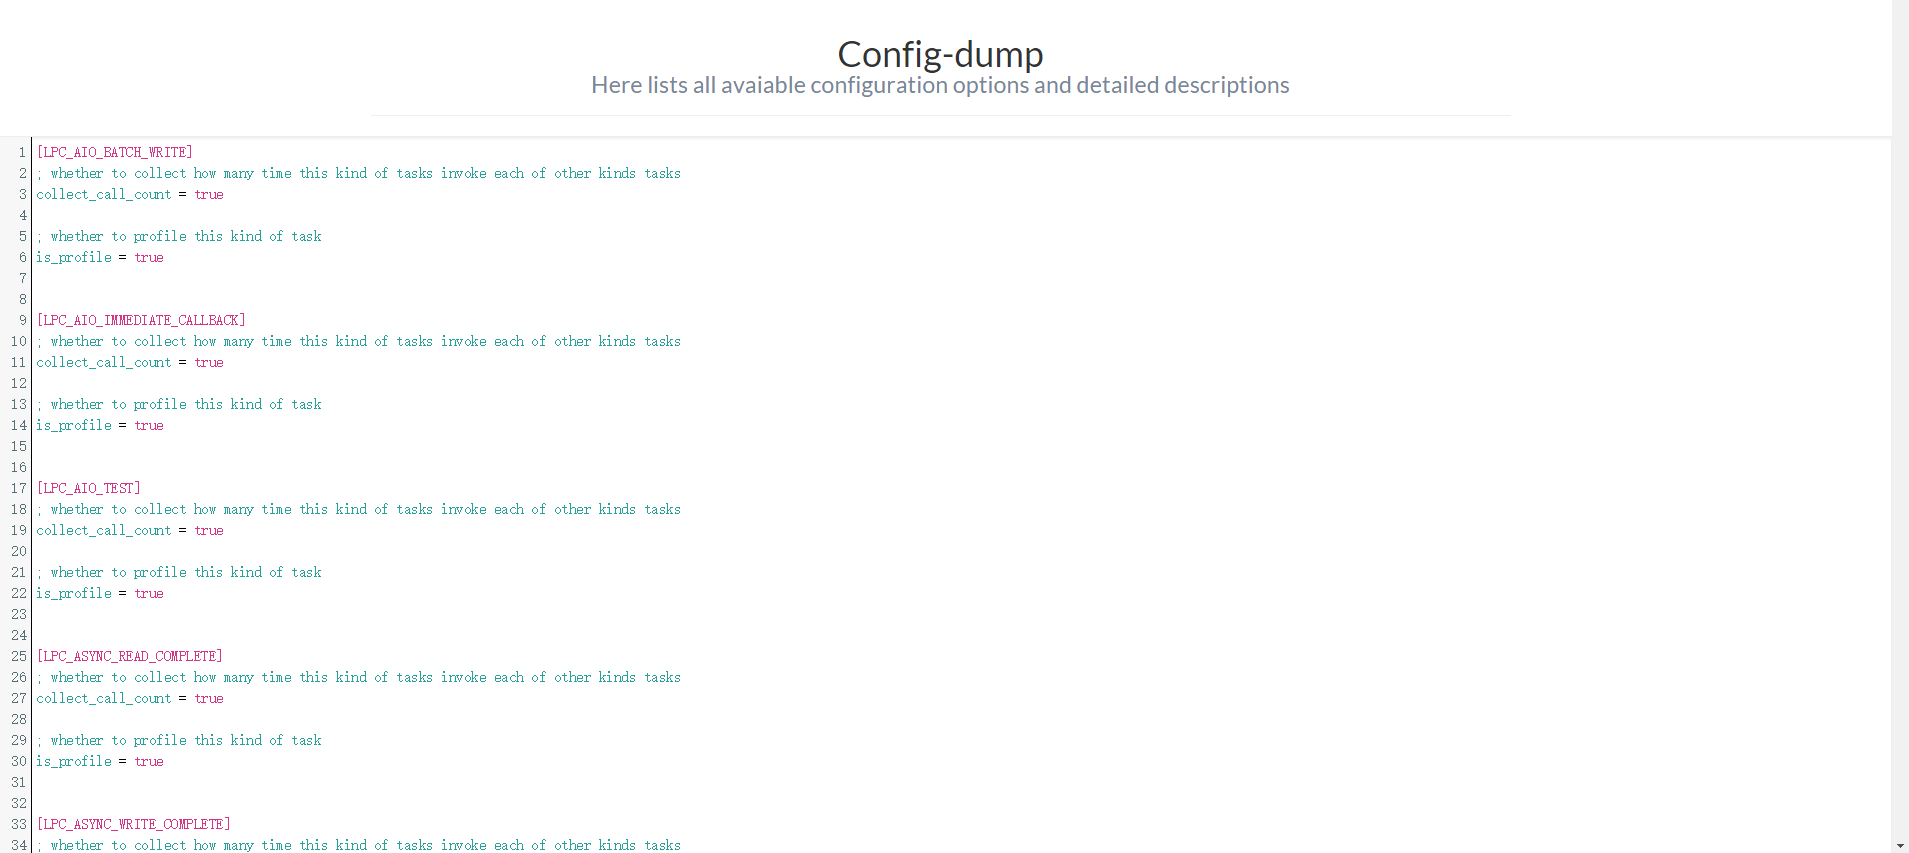 Config-dump
Here lists all avaiable configuration options and detailed descriptions
1 [LPC_AIO_BATCH_WRITE]
2 ; whether to collect how many time this kind of tasks invoke each of other kinds tasks
3 collect_call_count = true
4
5 ; whether to profile this kind of task
6 is_profile = true
7
8
9 [LPC_AIO_IMMEDIATE_CALLBACK]
10 ; whether to collect how many time this kind of tasks invoke each of other kinds tasks
11 collect_call_count = true
12
13 ; whether to profile this kind of task
14 is_profile = true
15
16
17 [LPC_AIO_TEST]
18 ; whether to collect how many time this kind of tasks invoke each of other kinds tasks
19 collect_call_count = true
20
21 ; whether to profile this kind of task
22 is_profile = true
23
24
25 [LPC_ASYNC_READ_COMPLETE]
26 ; whether to collect how many time this kind of tasks invoke each of other kinds tasks
27 collect_call_count = true
28
29 ; whether to profile this kind of task
30 is_profile = true
31
32
33 [LPC_ASYNC_WRITE_COMPLETE]
34 ; whether to collect how many time this kind of tasks invoke each of other kinds tasks